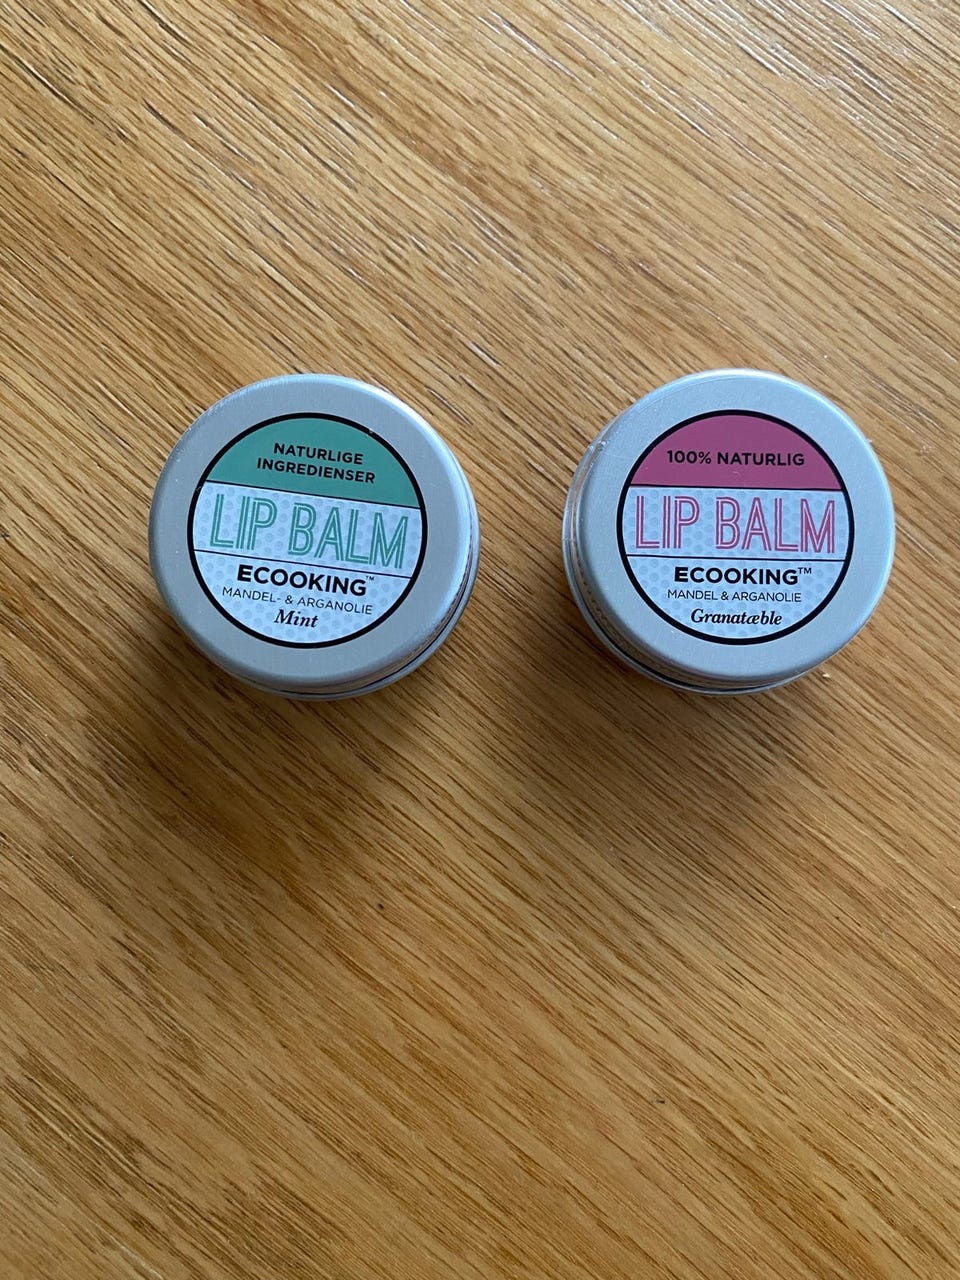 NATURLIGE
INGREDIENSER
LIP BALM
ECOOKING™
MANDEL- & ARGANOLIE
Mint
100% NATURLIG
LIP BALM
ECOOKING™
MANDEL & ARGANOLIE
Granatæble